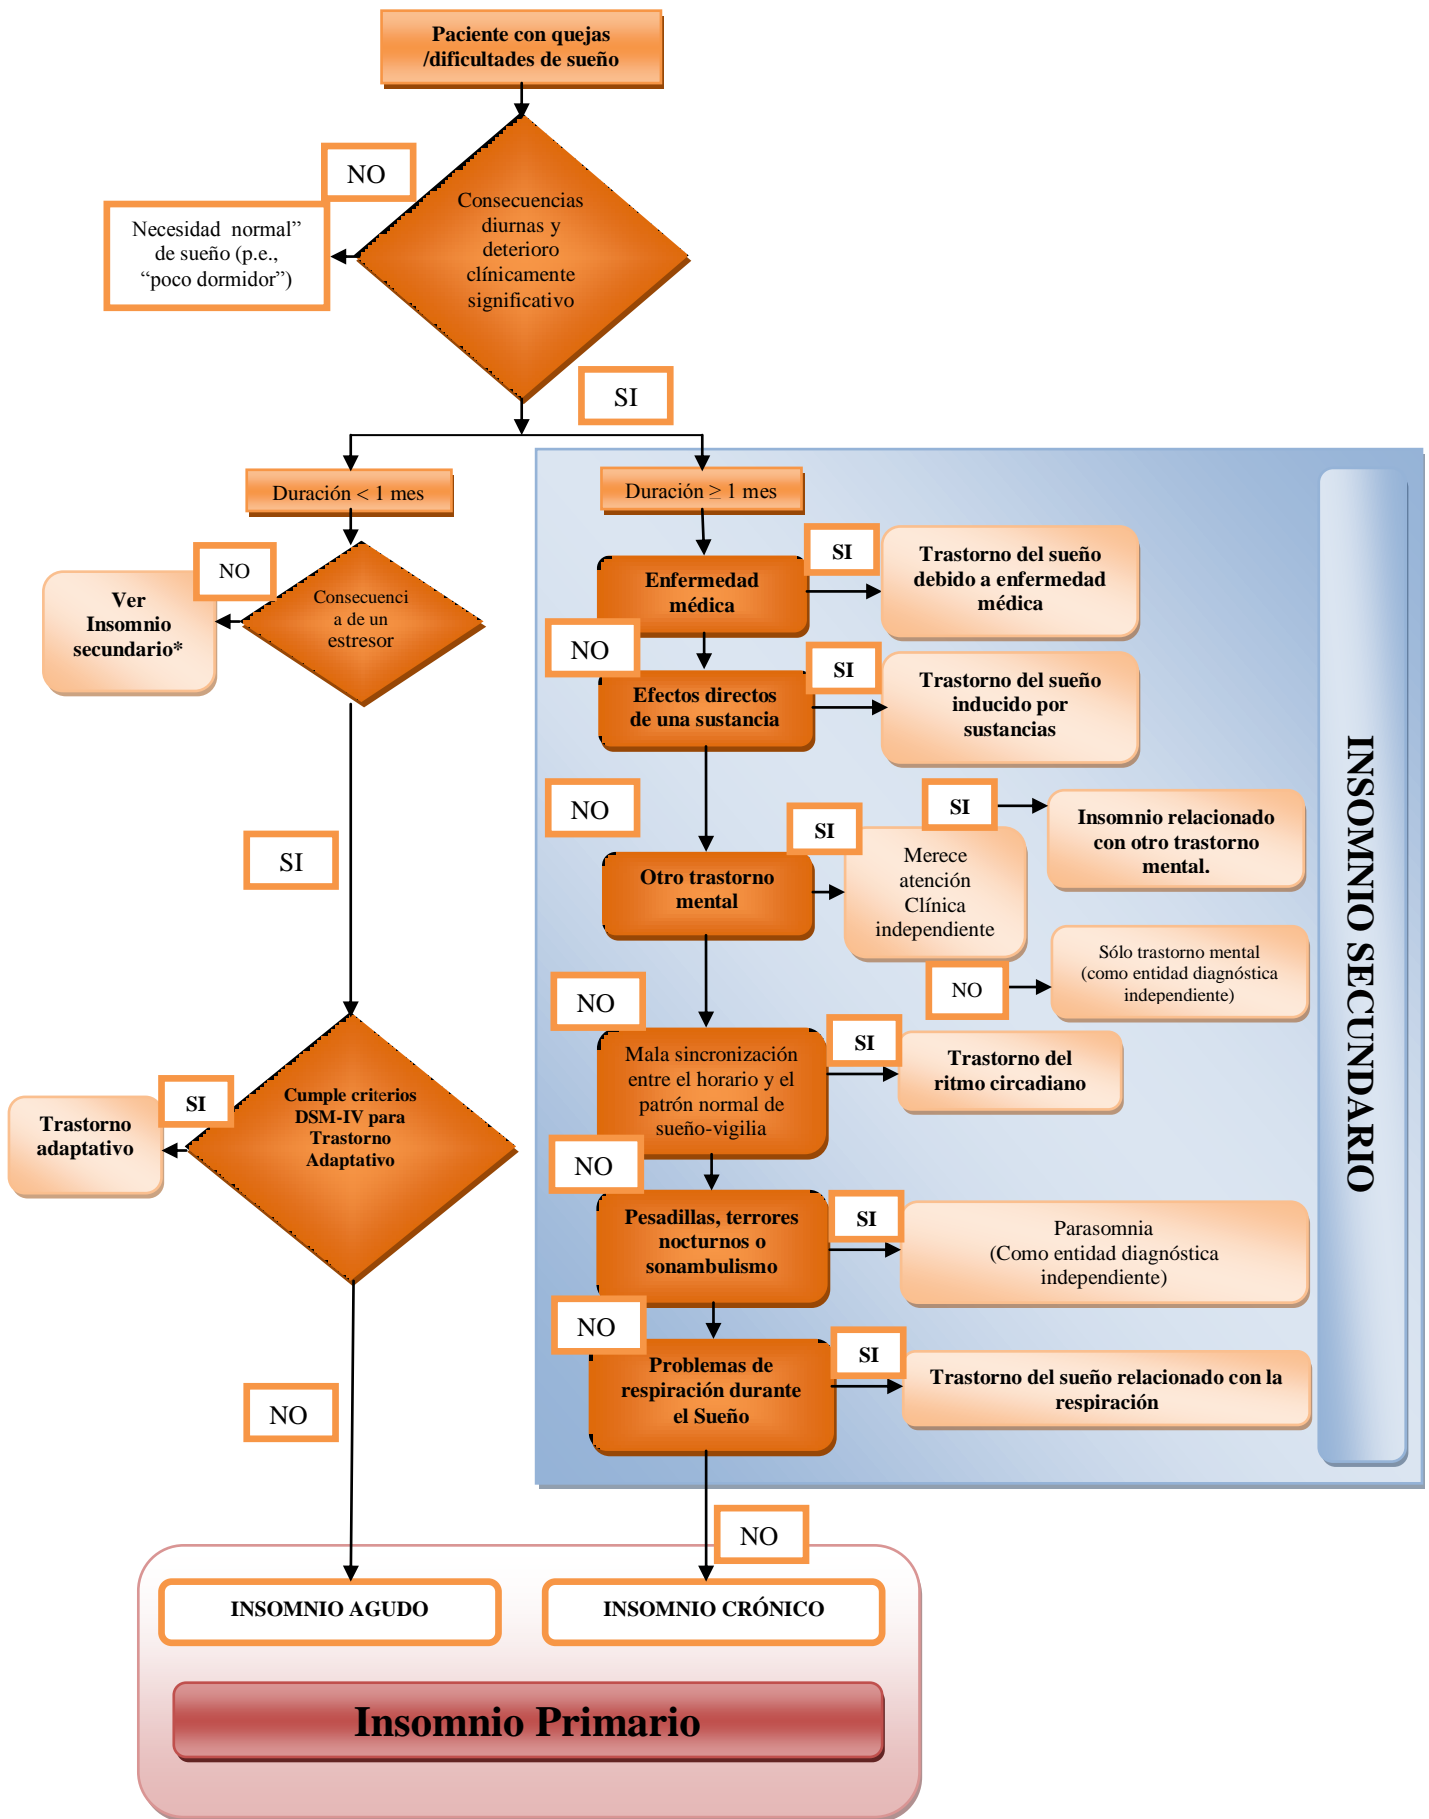 Paciente con quejas
/dificultades de sueño
NO
Consecuencias
diurnas y
deterioro
clínicamente
significativo
Necesidad  normal”
de sueño (p.e.,
“poco dormidor”)
SI
Duración < 1 mes
Duración ≥ 1 mes
NO
Consecuenci
a de un
estresor
Ver
Insomnio
secundario*
SI
Cumple criterios
DSM-IV para
Trastorno
Adaptativo
SI
Trastorno
adaptativo
NO
Enfermedad
médica
SI
Trastorno del sueño
debido a enfermedad
médica
NO
Efectos directos
de una sustancia
SI
Trastorno del sueño
inducido por
sustancias
NO
Otro trastorno
mental
SI
Merece
atención
Clínica
independiente
SI
Insomnio relacionado
con otro trastorno
mental.
NO
Sólo trastorno mental
(como entidad diagnóstica
independiente)
NO
Mala sincronización
entre el horario y el
patrón normal de
sueño-vigilia
SI
Trastorno del
ritmo circadiano
NO
Pesadillas, terrores
nocturnos o
sonambulismo
SI
Parasomnia
(Como entidad diagnóstica
independiente)
NO
Problemas de
respiración durante
el Sueño
SI
Trastorno del sueño relacionado con la
respiración
INSOMNIO SECUNDARIO
NO
INSOMNIO AGUDO
INSOMNIO CRÓNICO
Insomnio Primario